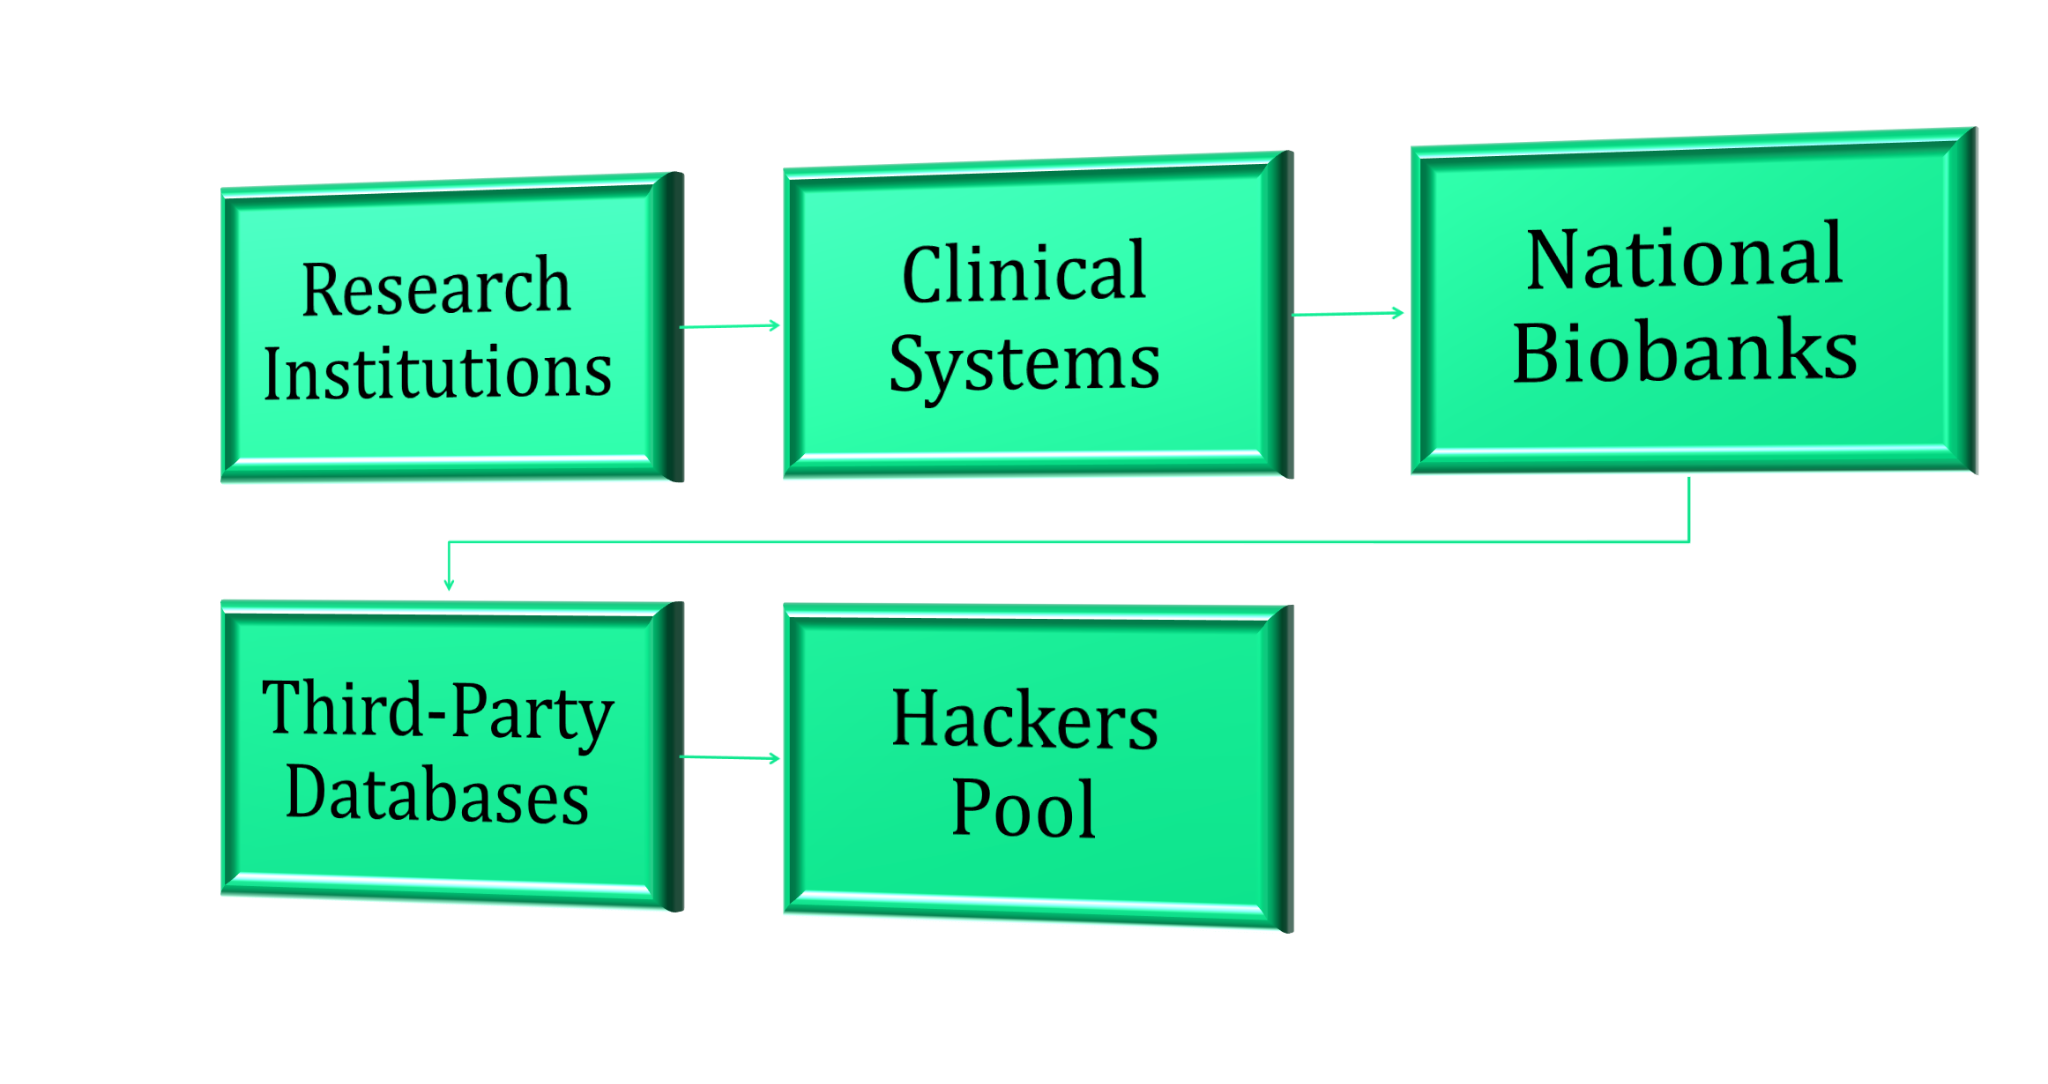 Research
Institutions
Clinical
Systems
National
Biobanks
Third-Party
Databases
Hackers
Pool